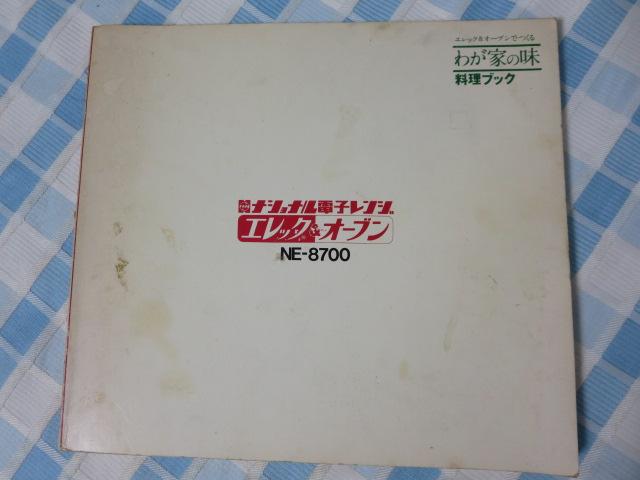 エレック&オーブンでつくる
わが家の味
料理ブック
ナショナル電子レンジ
エレック&オーブン
NE-8700